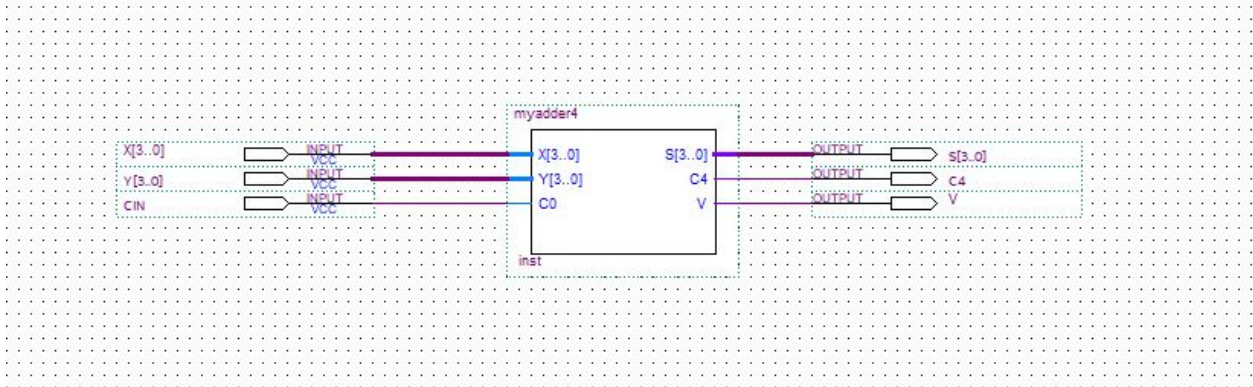 myadder4
X[3..0] INPUT VCC X[3..0] S[3..0] OUTPUT S[3..0]
Y[3..0] INPUT VCC Y[3..0] C4 OUTPUT C4
CIN INPUT VCC C0 V OUTPUT V
inst